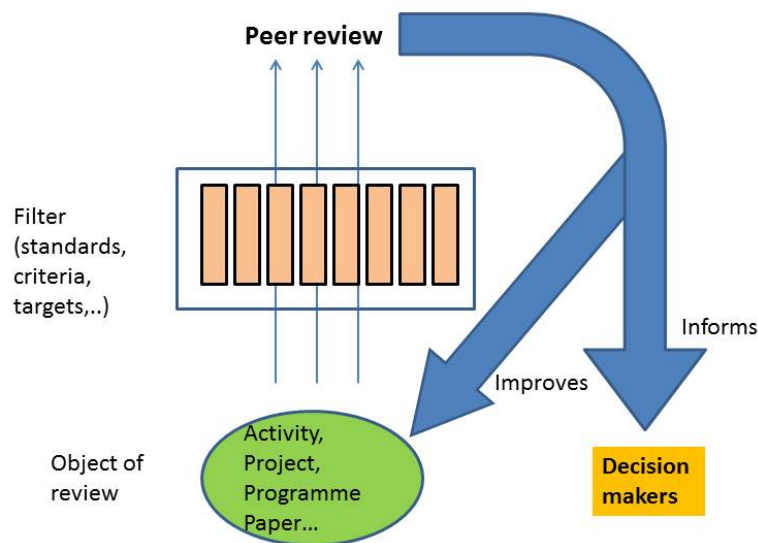 Peer review
Filter
(standards,
criteria,
targets,..)
Informs
Improves
Object of
review
Activity,
Project,
Programme
Paper...
Decision
makers